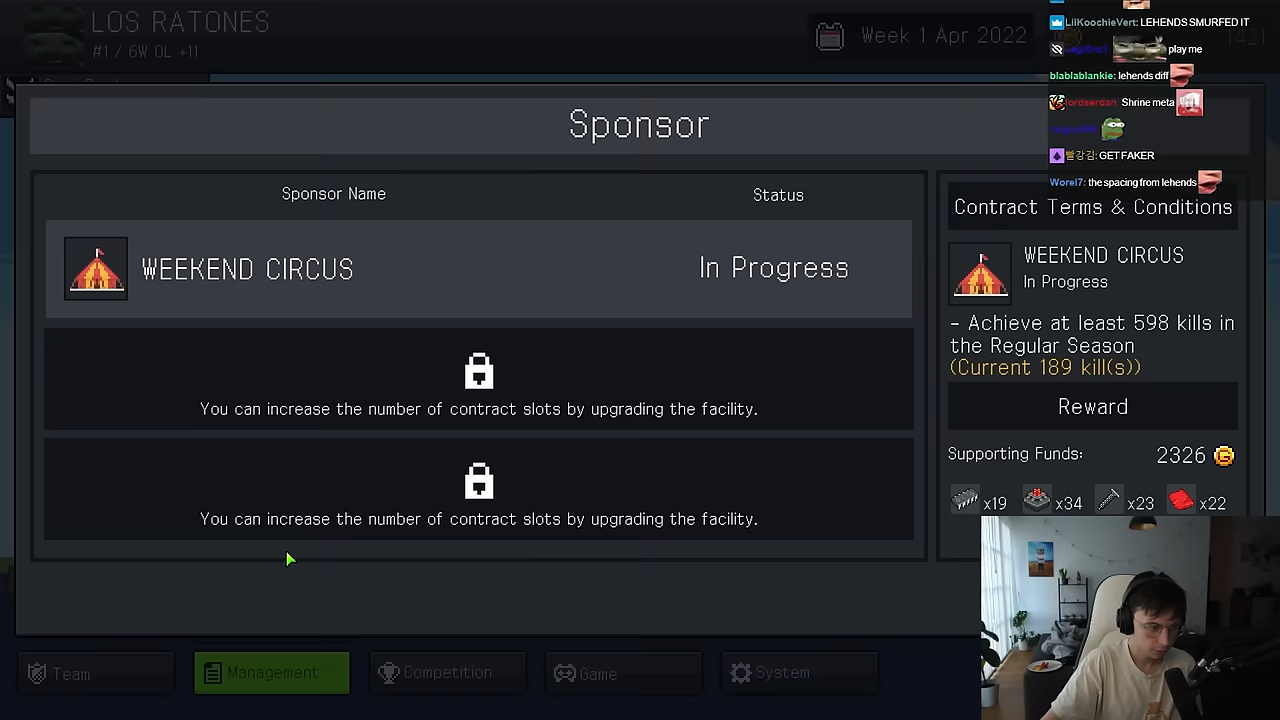 LOS RATONES
#1 / 6W OL +11
Week 1 Apr 2022
1421
LilKoochieVert: LEHENDS SMURFED IT
play me
blablablankie: lehends diff
lordserdan Shrine meta
빨강김: GET FAKER
Worel7: the spacing from lehends
Sponsor
Sponsor Name
Status
WEEKEND CIRCUS
In Progress
You can increase the number of contract slots by upgrading the facility.
You can increase the number of contract slots by upgrading the facility.
Contract Terms & Conditions
WEEKEND CIRCUS
In Progress
- Achieve at least 598 kills in
the Regular Season
(Current 189 kill(s))
Reward
Supporting Funds:
2326
x19
x34
x23
x22
Team
Management
Competition
Game
System